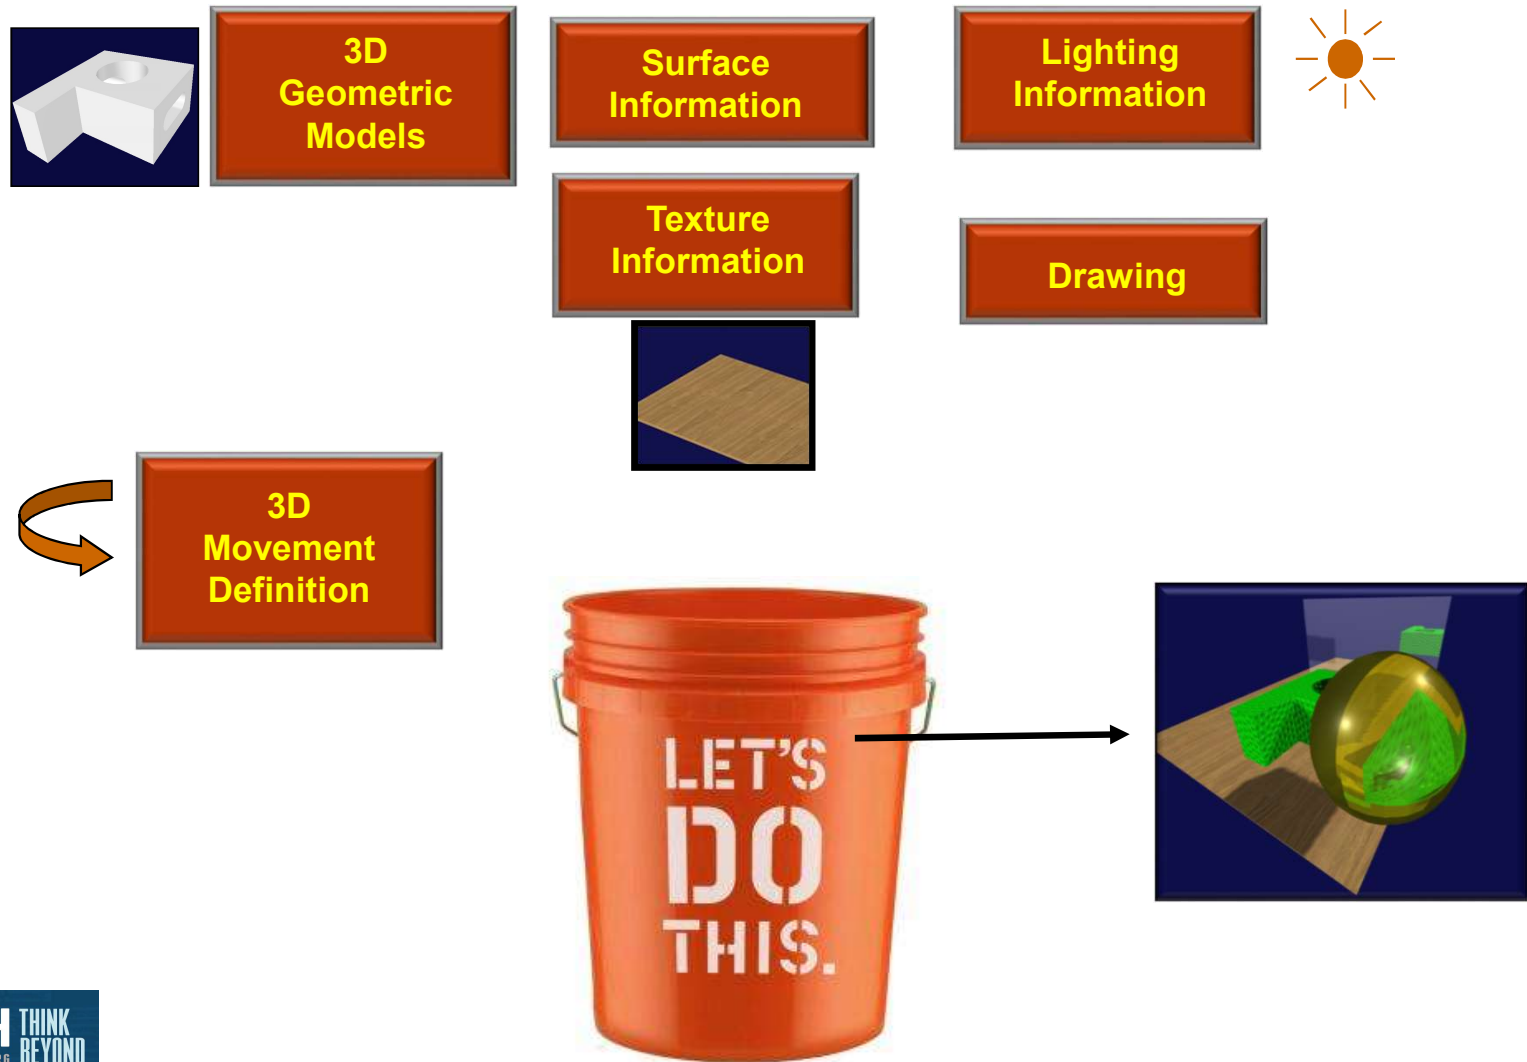 3D
Geometric
Models
Surface
Information
Lighting
Information
Texture
Information
Drawing
3D
Movement
Definition
LET'S
DO
THIS.
THINK
BEYOND